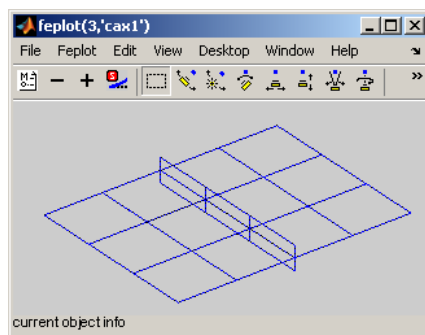 feplot(3,'cax1')
File Feplot Edit View Desktop Window Help
current object info